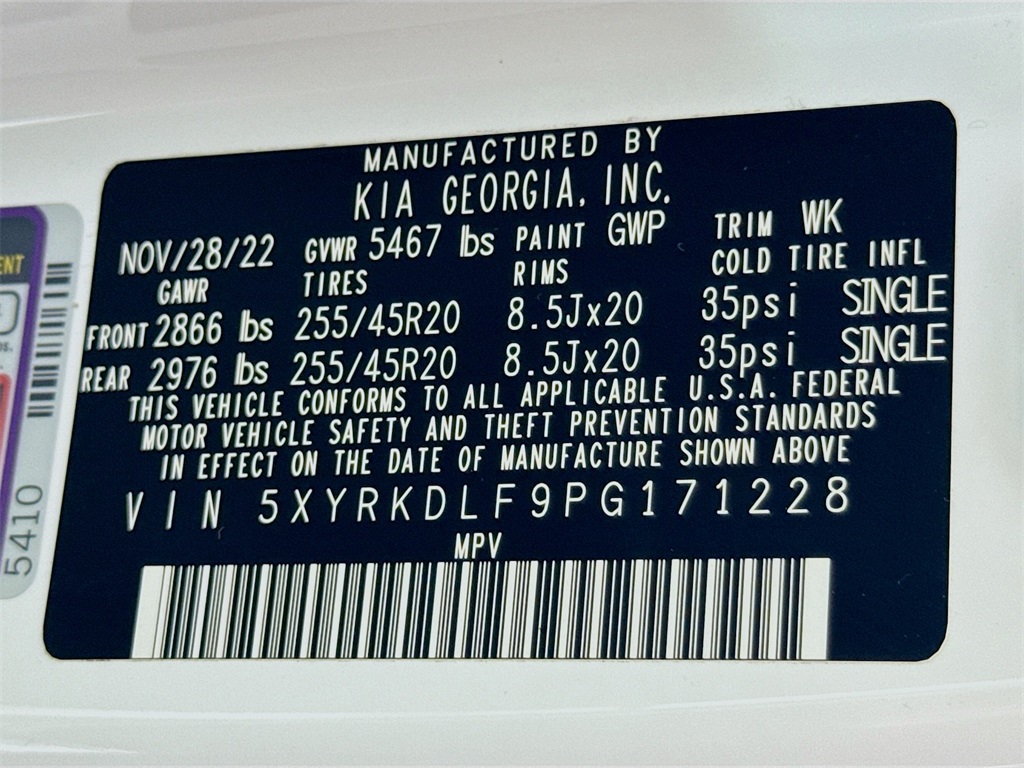 MANUFACTURED BY
KIA GEORGIA, INC.
NOV/28/22 GVWR 5467 lbs PAINT GWP TRIM WK
GAWR TIRES RIMS COLD TIRE INFL
FRONT 2866 lbs 255/45R20 8.5Jx20 35psi SINGLE
REAR 2976 lbs 255/45R20 8.5Jx20 35psi SINGLE
THIS VEHICLE CONFORMS TO ALL APPLICABLE U.S.A. FEDERAL
MOTOR VEHICLE SAFETY AND THEFT PREVENTION STANDARDS
IN EFFECT ON THE DATE OF MANUFACTURE SHOWN ABOVE
VIN 5XYRKDLF9PG171228
MPV
5410